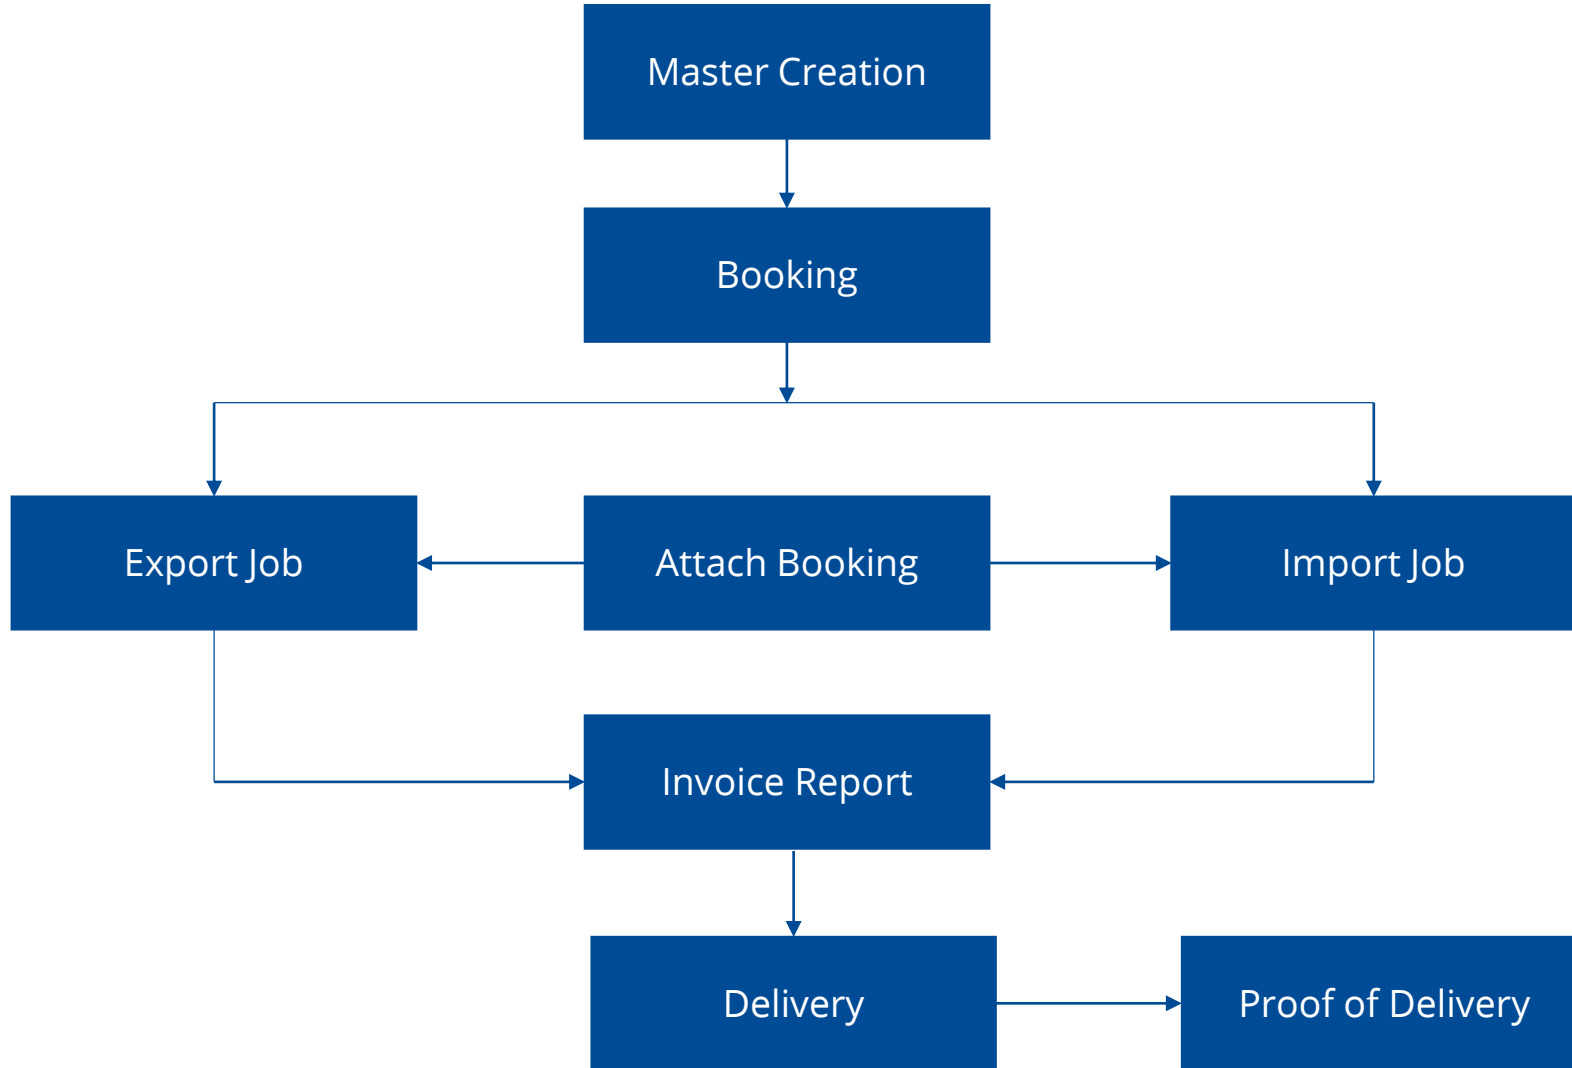 Master Creation
Booking
Export Job
Attach Booking
Import Job
Invoice Report
Delivery
Proof of Delivery